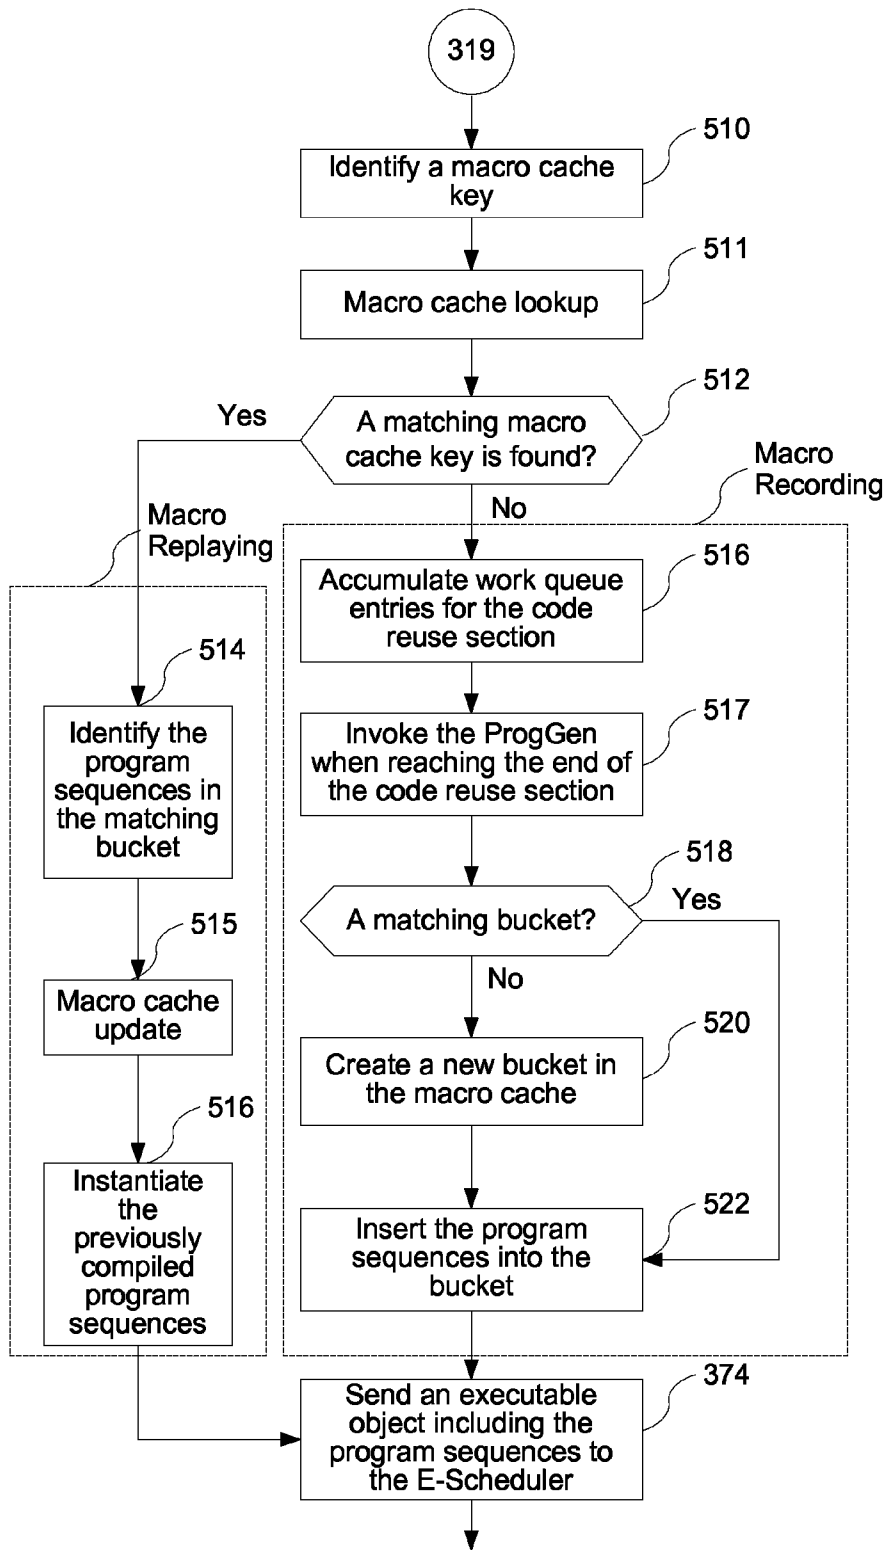 319
510
Identify a macro cache
key
511
Macro cache lookup
512
A matching macro
cache key is found?
Yes
No
Macro
Recording
Macro
Replaying
516
Accumulate work queue
entries for the code
reuse section
514
Identify the
program
sequences in
the matching
bucket
517
Invoke the ProgGen
when reaching the end of
the code reuse section
518
A matching bucket?
Yes
No
515
Macro cache
update
520
Create a new bucket in
the macro cache
516
Instantiate
the
previously
compiled
program
sequences
522
Insert the program
sequences into the
bucket
374
Send an executable
object including the
program sequences to
the E-Scheduler